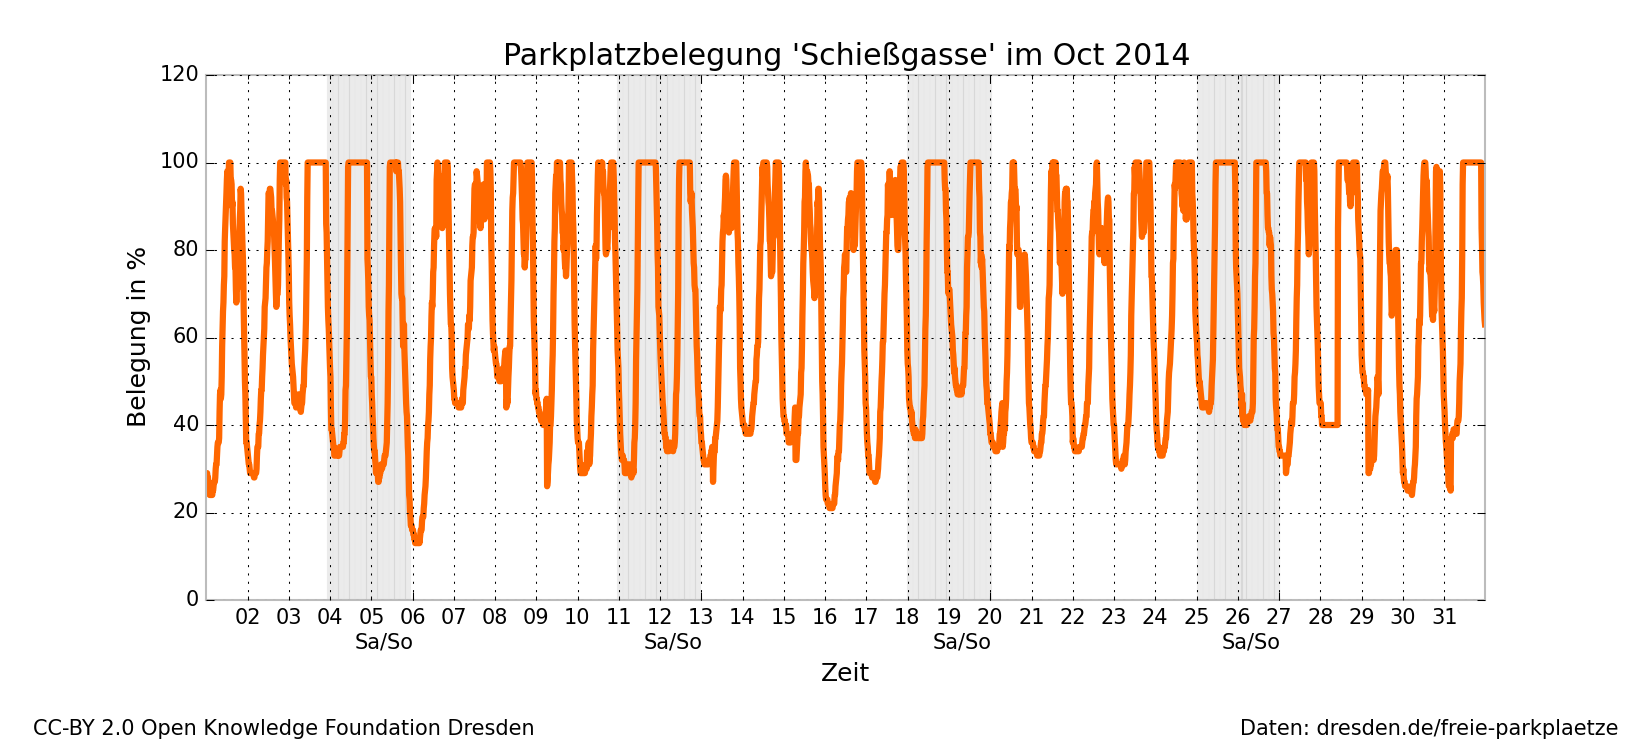 Parkplatzbelegung 'Schießgasse' im Oct 2014
120
100
80
60
40
20
0
Belegung in %
02 03 04 05 06 07 08 09 10 11 12 13 14 15 16 17 18 19 20 21 22 23 24 25 26 27 28 29 30 31
Sa/So Sa/So Sa/So Sa/So
Zeit
CC-BY 2.0 Open Knowledge Foundation Dresden
Daten: dresden.de/freie-parkplaetze